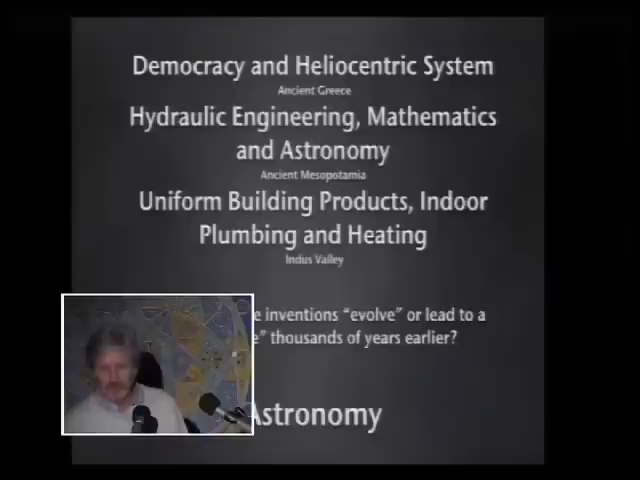 Democracy and Heliocentric System
Ancient Greece
Hydraulic Engineering, Mathematics
and Astronomy
Ancient Mesopotamia
Uniform Building Products, Indoor
Plumbing and Heating
Indus Valley
inventions “evolve” or lead to a
thousands of years earlier?
Astronomy